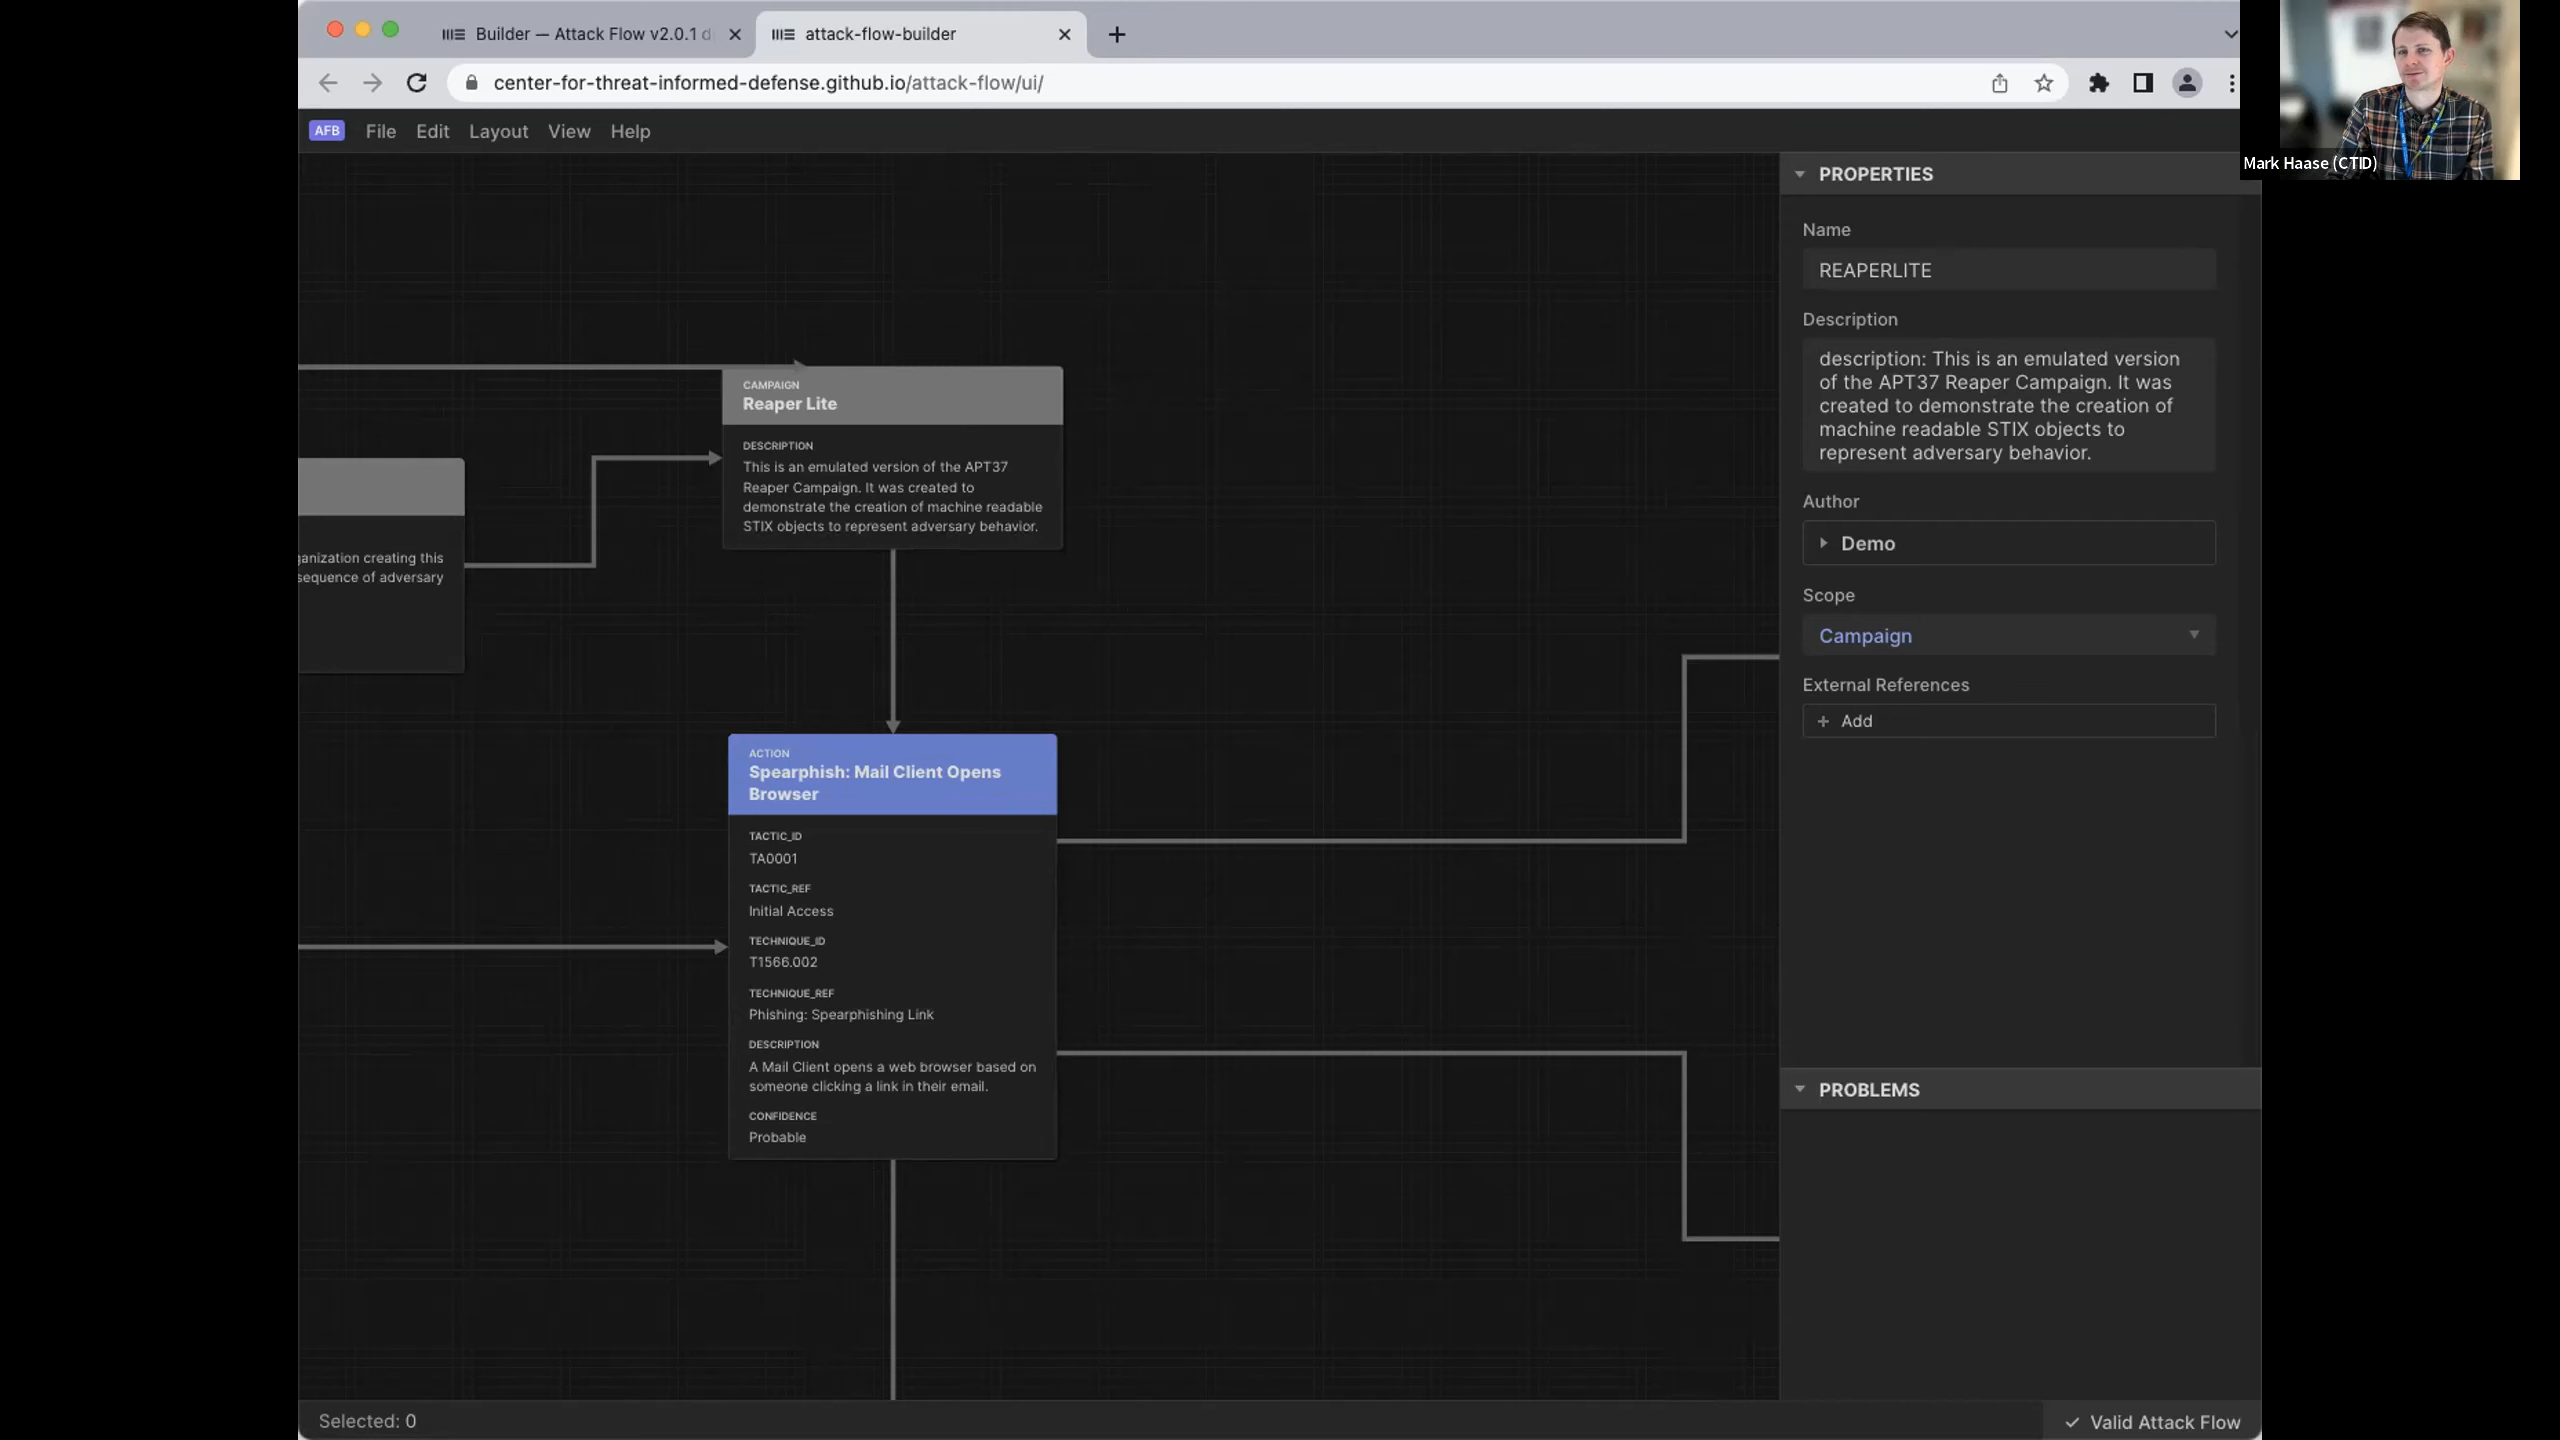 Builder — Attack Flow v2.0.1 d
attack-flow-builder
center-for-threat-informed-defense.github.io/attack-flow/ui/
Mark Haase (CTID)
AFB File Edit Layout View Help
CAMPAIGN
Reaper Lite
DESCRIPTION
This is an emulated version of the APT37
Reaper Campaign. It was created to
demonstrate the creation of machine readable
STIX objects to represent adversary behavior.
ganization creating this
sequence of adversary
ACTION
Spearphish: Mail Client Opens
Browser
TACTIC_ID
TA0001
TACTIC_REF
Initial Access
TECHNIQUE_ID
T1566.002
TECHNIQUE_REF
Phishing: Spearphishing Link
DESCRIPTION
A Mail Client opens a web browser based on
someone clicking a link in their email.
CONFIDENCE
Probable
PROPERTIES
Name
REAPERLITE
Description
description: This is an emulated version
of the APT37 Reaper Campaign. It was
created to demonstrate the creation of
machine readable STIX objects to
represent adversary behavior.
Author
Demo
Scope
Campaign
External References
+ Add
PROBLEMS
Selected: 0
Valid Attack Flow